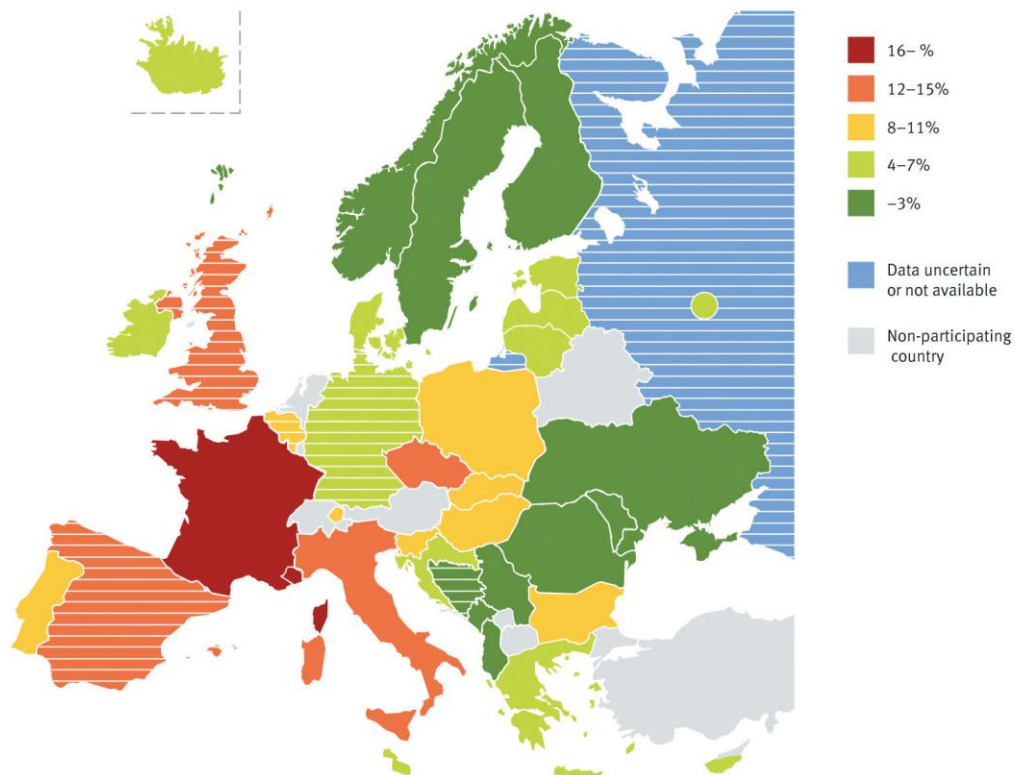 16– %
12–15%
8–11%
4–7%
–3%
Data uncertain
or not available
Non-participating
country